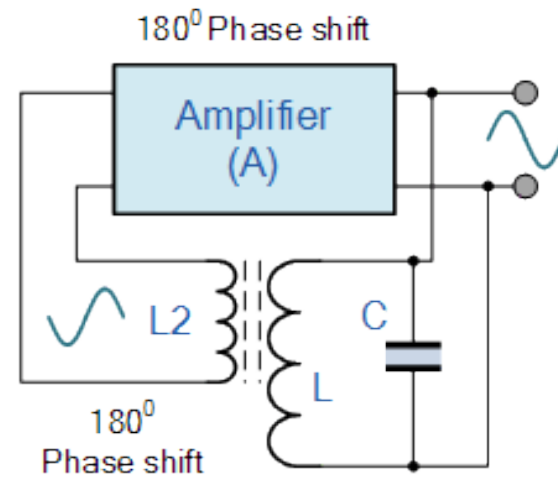 180⁰ Phase shift
Amplifier
(A)
L2
C
L
180⁰
Phase shift